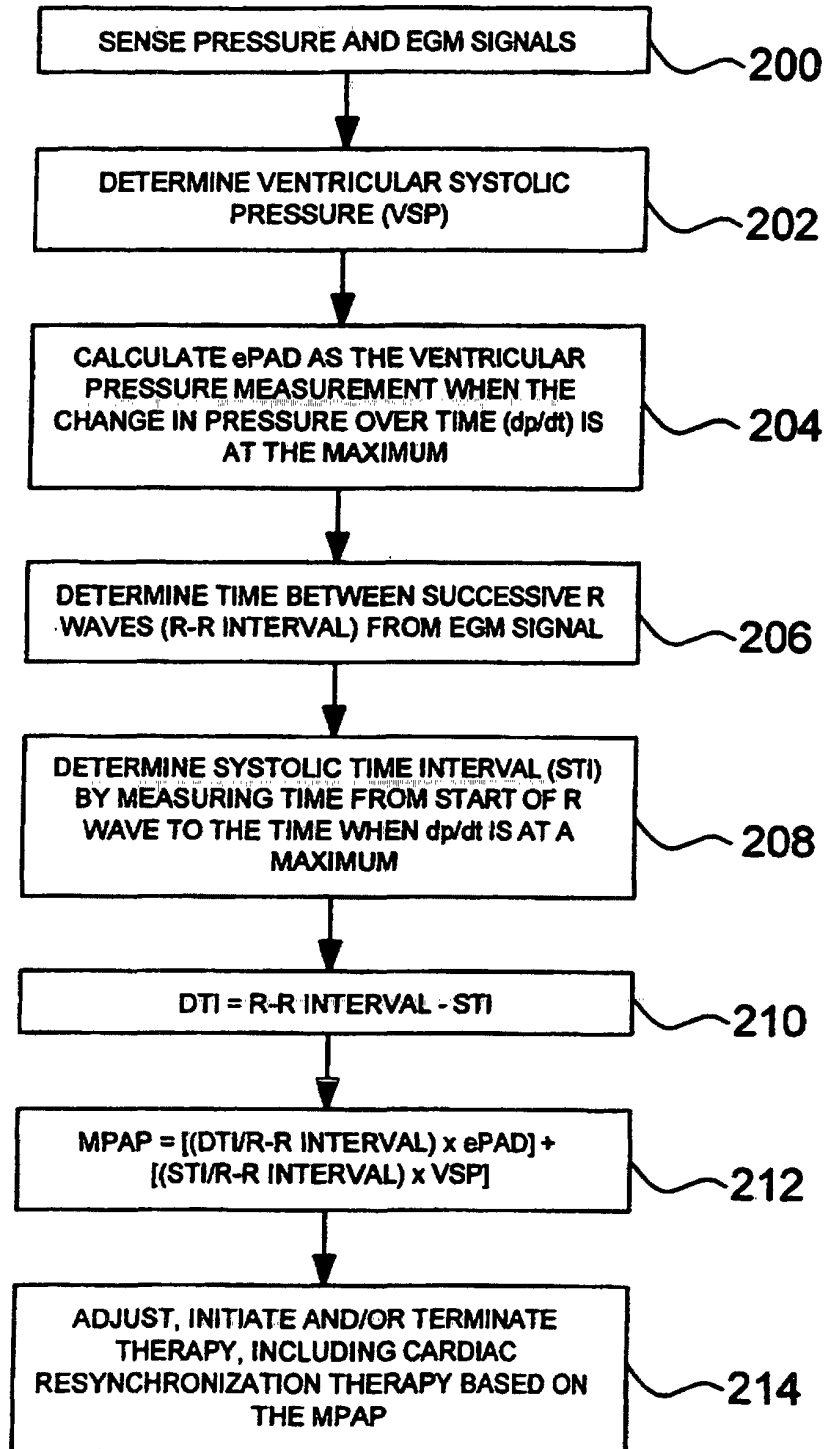 SENSE PRESSURE AND EGM SIGNALS
200
DETERMINE VENTRICULAR SYSTOLIC
PRESSURE (VSP)
202
CALCULATE ePAD AS THE VENTRICULAR
PRESSURE MEASUREMENT WHEN THE
CHANGE IN PRESSURE OVER TIME (dp/dt) IS
AT THE MAXIMUM
204
DETERMINE TIME BETWEEN SUCCESSIVE R
WAVES (R-R INTERVAL) FROM EGM SIGNAL
206
DETERMINE SYSTOLIC TIME INTERVAL (STI)
BY MEASURING TIME FROM START OF R
WAVE TO THE TIME WHEN dp/dt IS AT A
MAXIMUM
208
DTI = R-R INTERVAL - STI
210
MPAP = [(DTI/R-R INTERVAL) x ePAD] +
[(STI/R-R INTERVAL) x VSP]
212
ADJUST, INITIATE AND/OR TERMINATE
THERAPY, INCLUDING CARDIAC
RESYNCHRONIZATION THERAPY BASED ON
THE MPAP
214